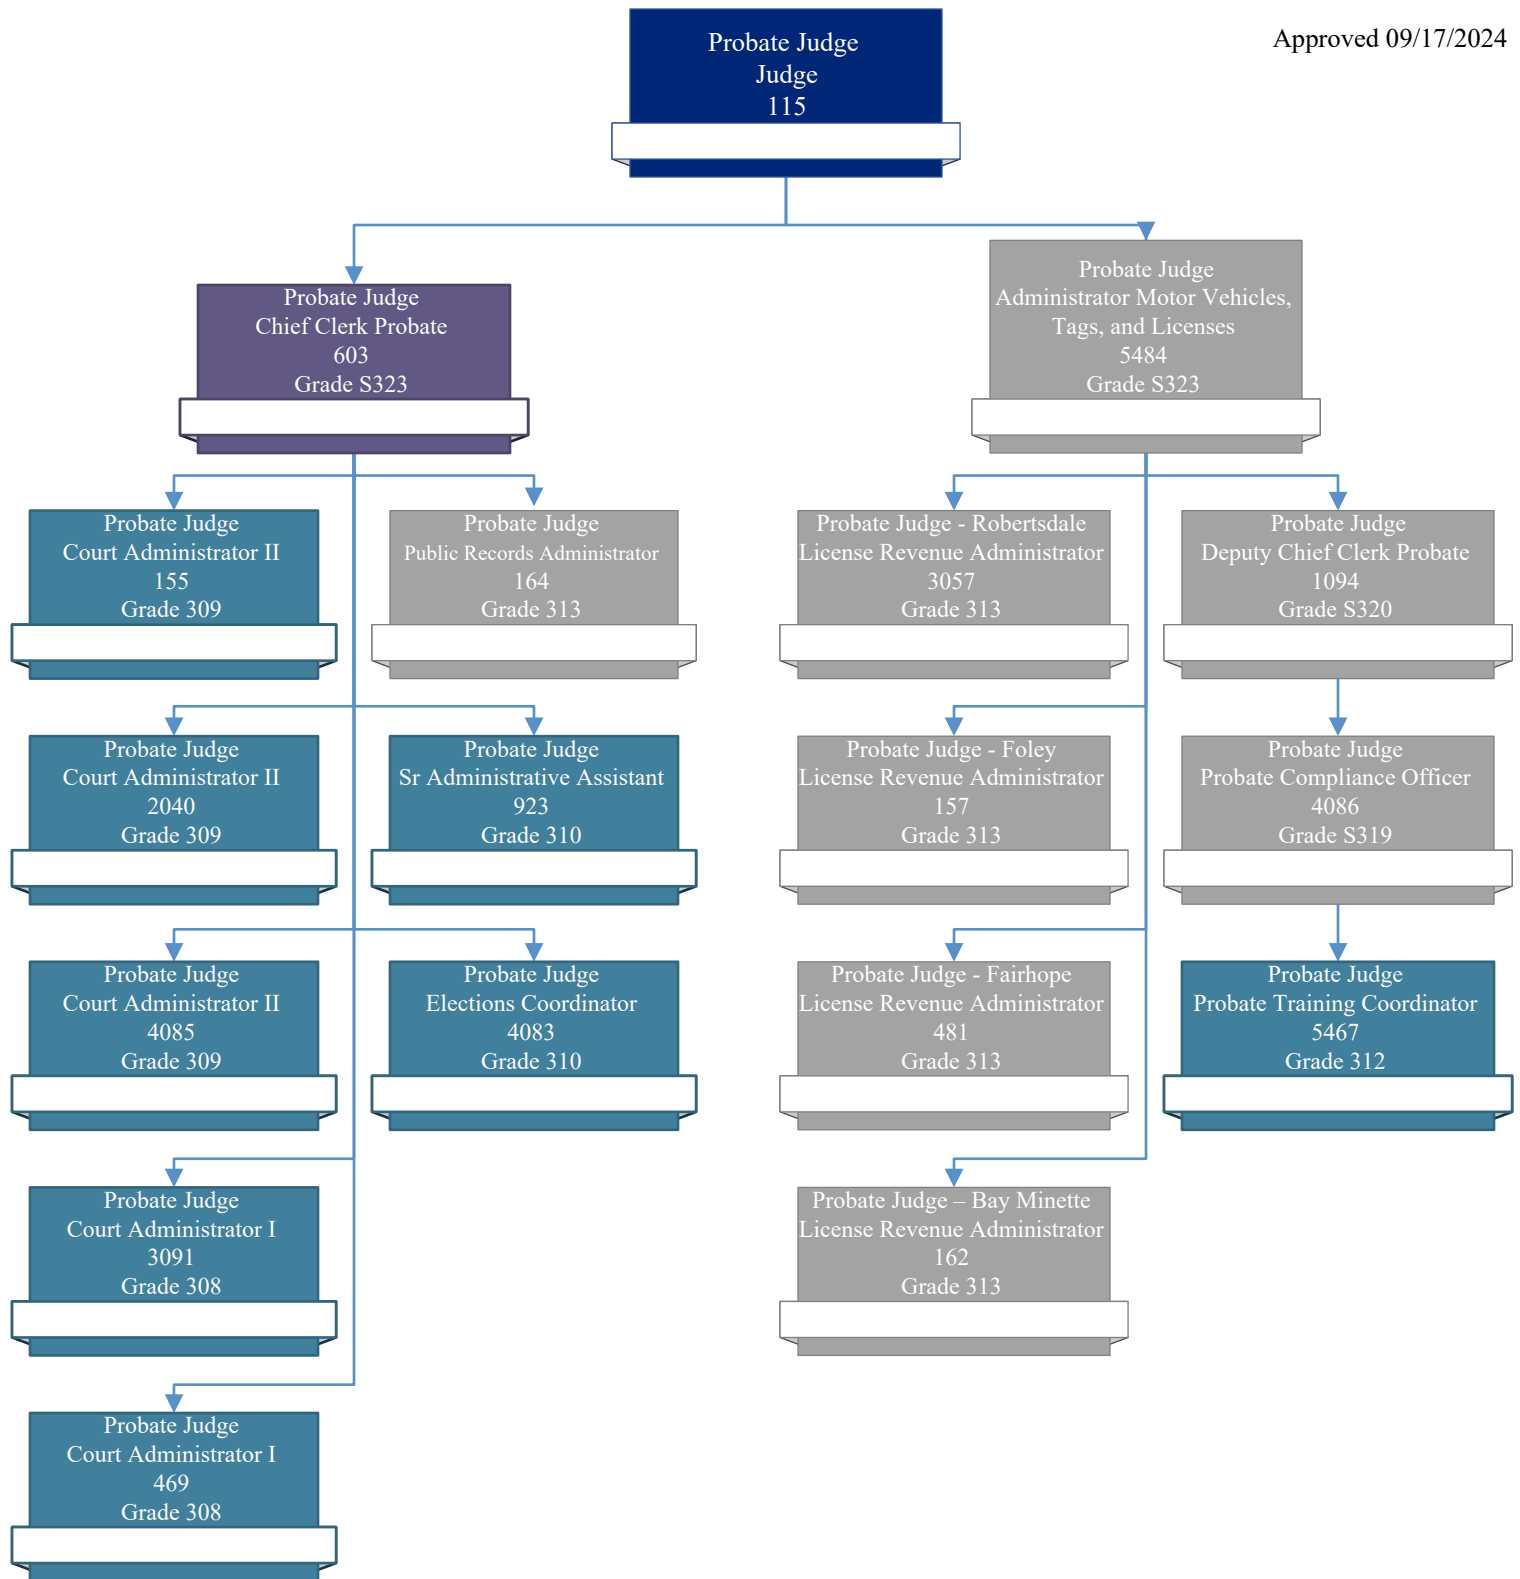 Approved 09/17/2024
Probate Judge
Judge
115
Probate Judge
Chief Clerk Probate
603
Grade S323
Probate Judge
Administrator Motor Vehicles,
Tags, and Licenses
5484
Grade S323
Probate Judge
Court Administrator II
155
Grade 309
Probate Judge
Public Records Administrator
164
Grade 313
Probate Judge - Robertsdale
License Revenue Administrator
3057
Grade 313
Probate Judge
Deputy Chief Clerk Probate
1094
Grade S320
Probate Judge
Court Administrator II
2040
Grade 309
Probate Judge
Sr Administrative Assistant
923
Grade 310
Probate Judge - Foley
License Revenue Administrator
157
Grade 313
Probate Judge
Probate Compliance Officer
4086
Grade S319
Probate Judge
Court Administrator II
4085
Grade 309
Probate Judge
Elections Coordinator
4083
Grade 310
Probate Judge - Fairhope
License Revenue Administrator
481
Grade 313
Probate Judge
Probate Training Coordinator
5467
Grade 312
Probate Judge
Court Administrator I
3091
Grade 308
Probate Judge – Bay Minette
License Revenue Administrator
162
Grade 313
Probate Judge
Court Administrator I
469
Grade 308